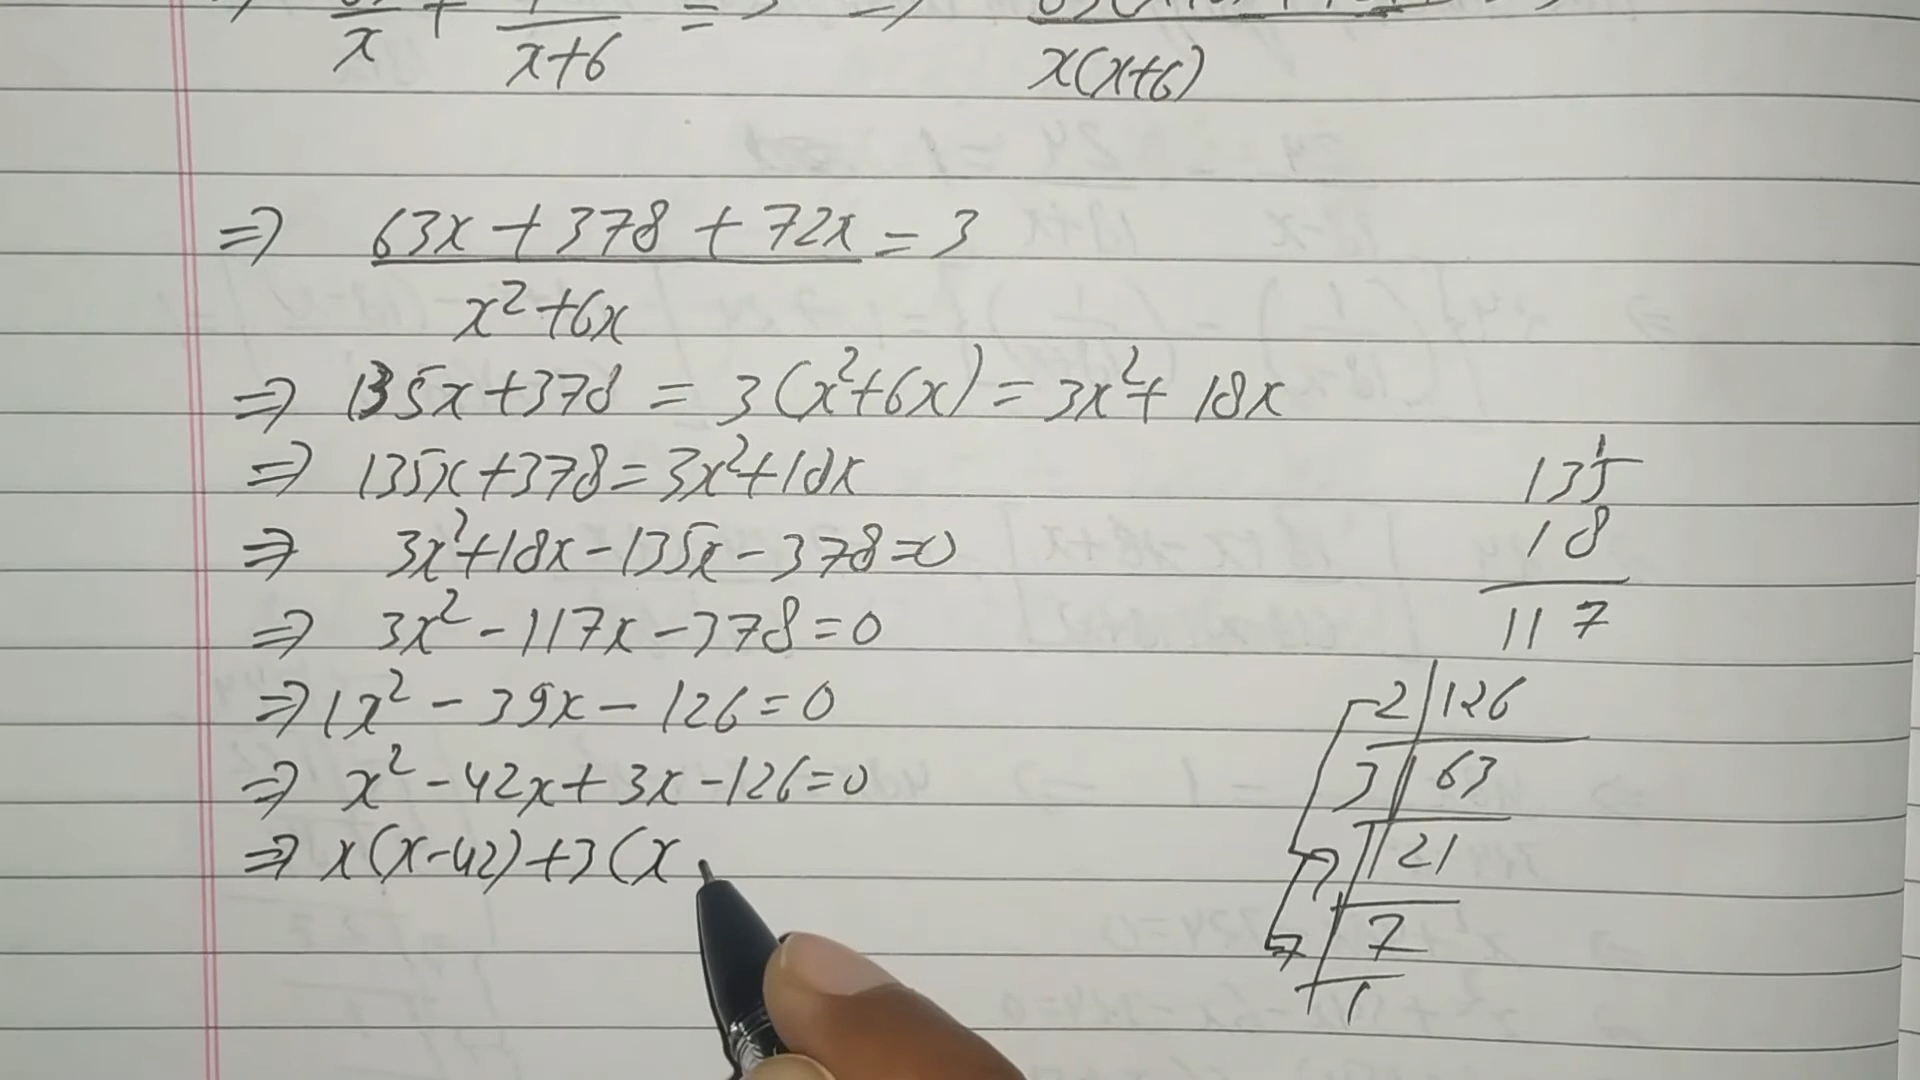 x + x+6 = 3 ⇒ x(x+6)
⇒ 63x + 378 + 72x = 3
x² + 6x
⇒ 135x + 378 = 3(x²+6x) = 3x² + 18x
⇒ 135x + 378 = 3x² + 18x
⇒ 3x² + 18x - 135x - 378 = 0
⇒ 3x² - 117x - 378 = 0
⇒ 1x² - 39x - 126 = 0
⇒ x² - 42x + 3x - 126 = 0
⇒ x(x-42) + 3(x
135
18
117
2 126
3 63
21
7 7
1